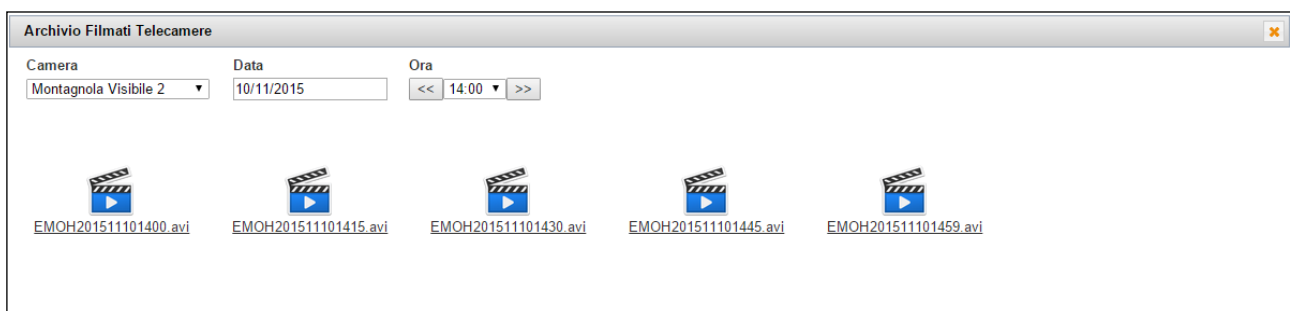 Archivio Filmati Telecamere
Camera Data Ora
Montagnola Visibile 2 10/11/2015 << 14:00 >>
EMOH201511101400.avi EMOH201511101415.avi EMOH201511101430.avi EMOH201511101445.avi EMOH201511101459.avi